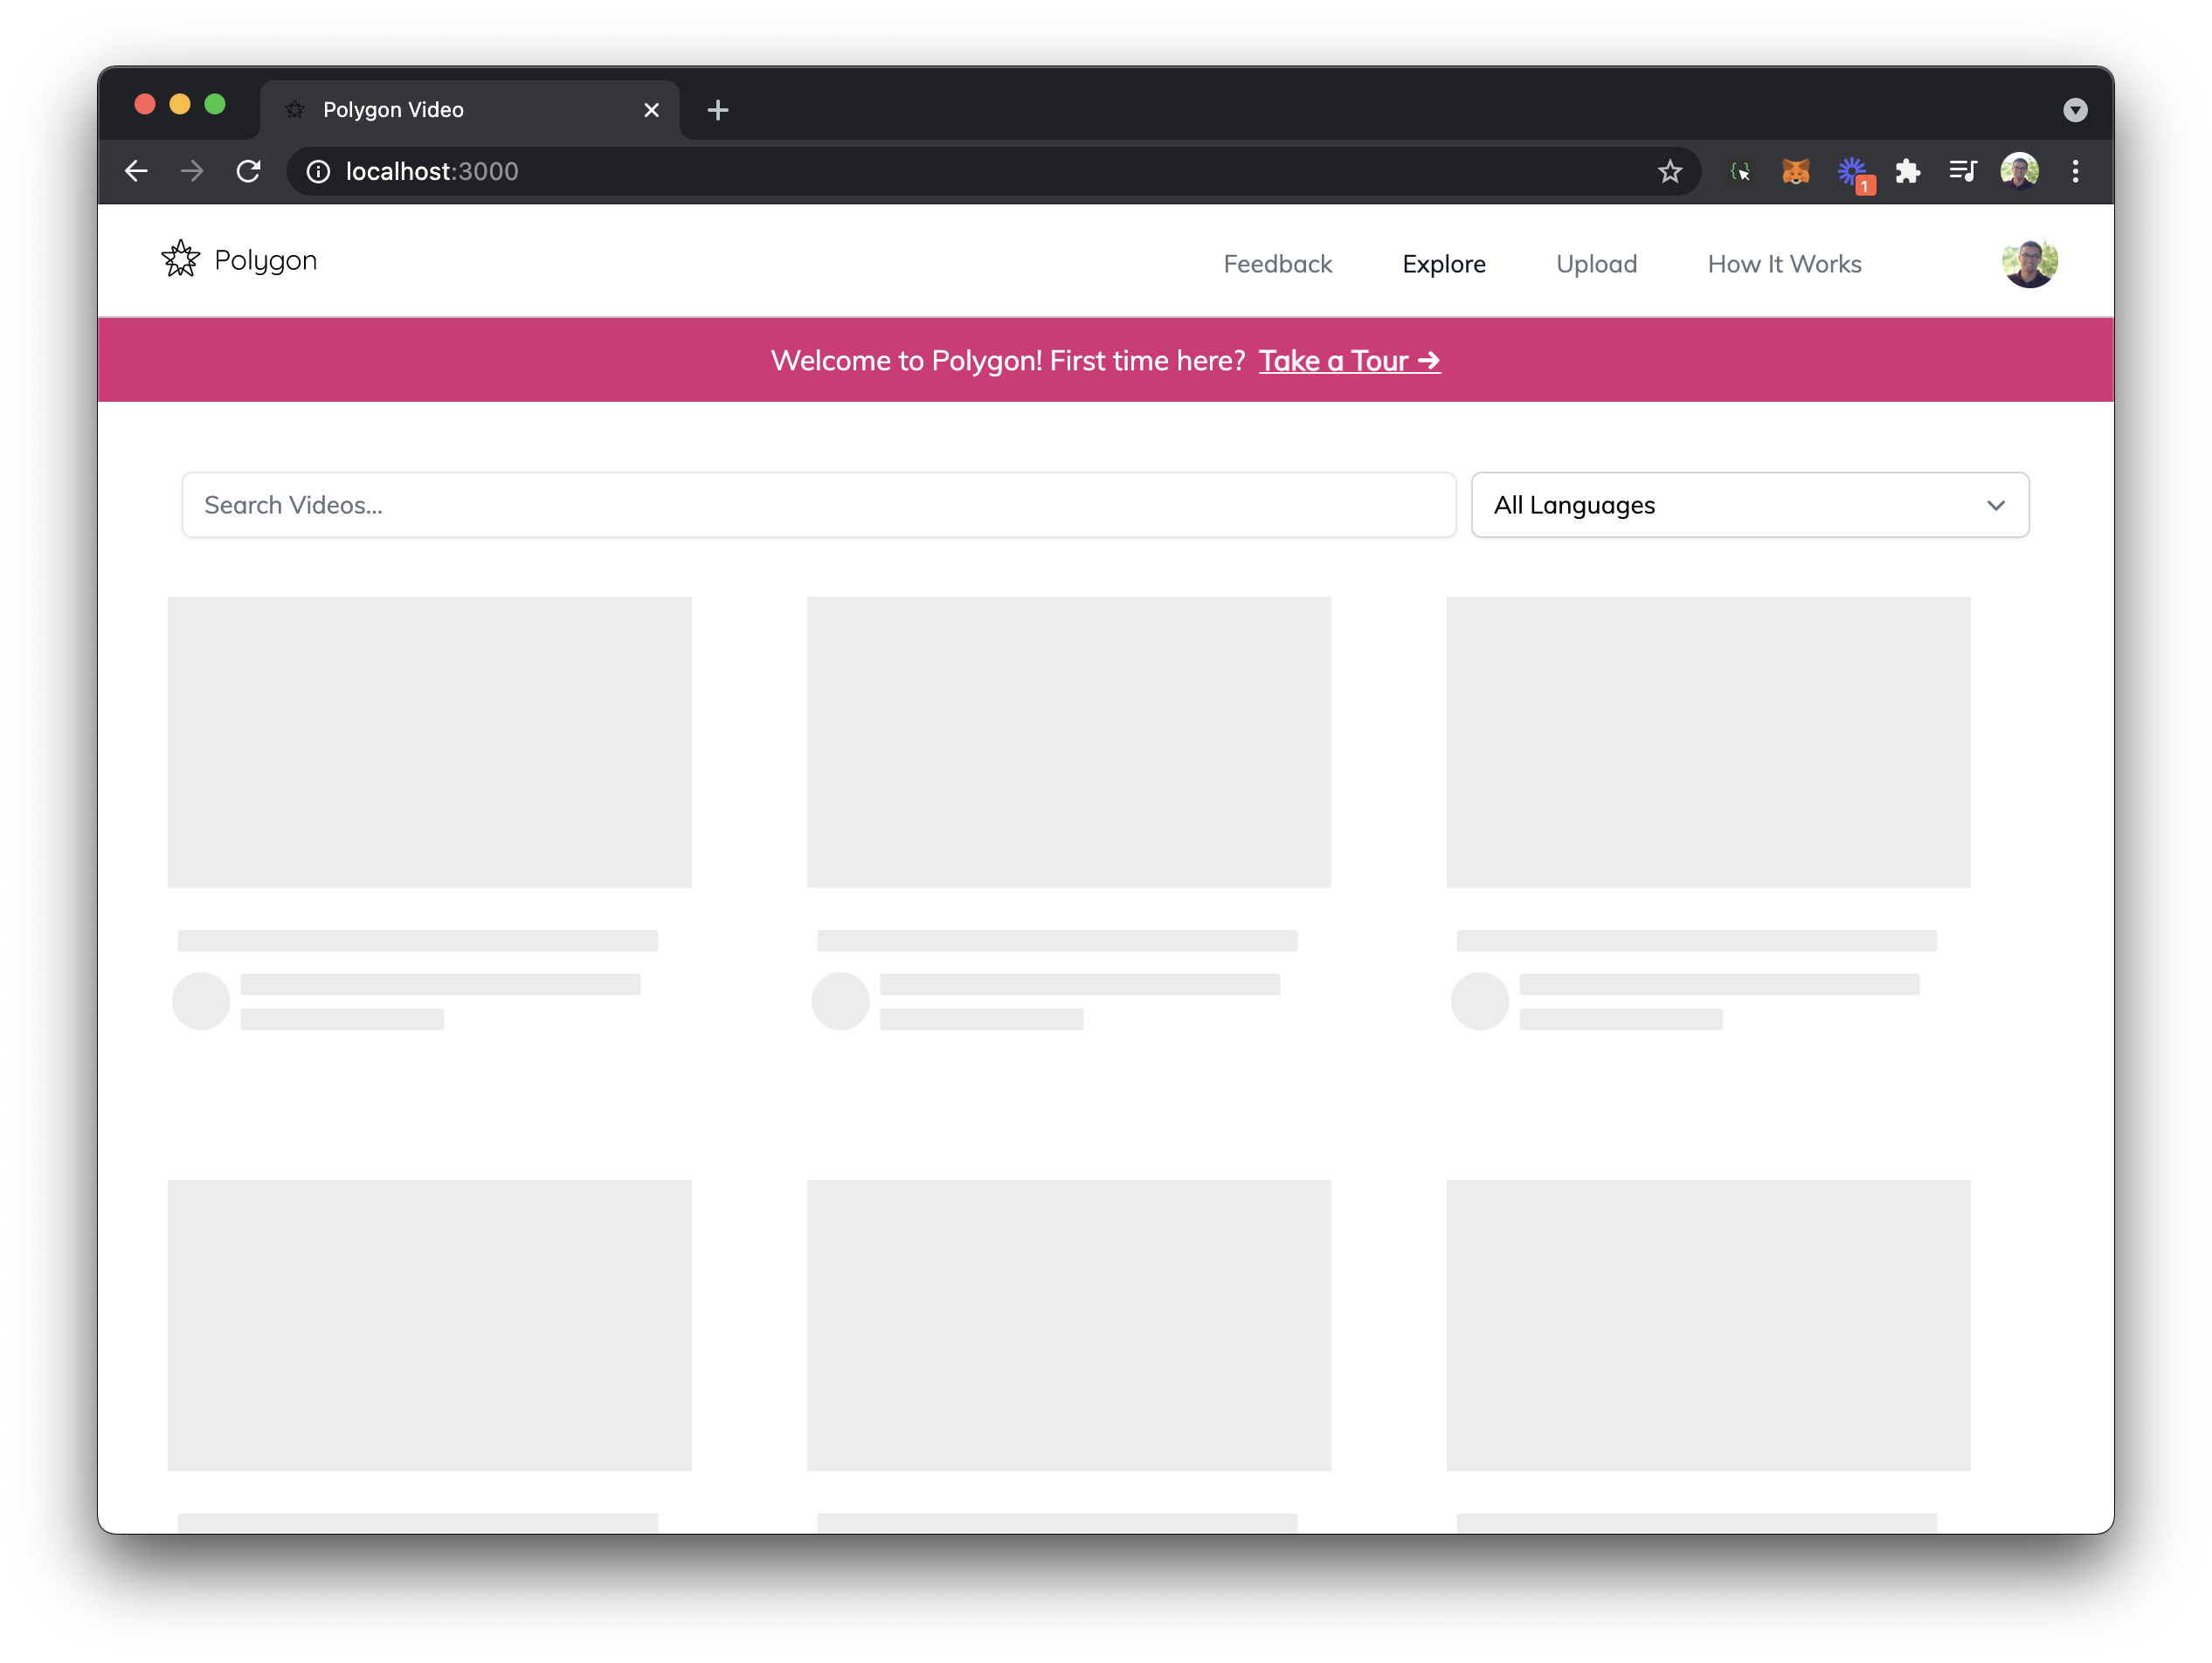 Polygon Video
localhost:3000
1
Polygon
Feedback
Explore
Upload
How It Works
Welcome to Polygon! First time here? Take a Tour →
Search Videos...
All Languages